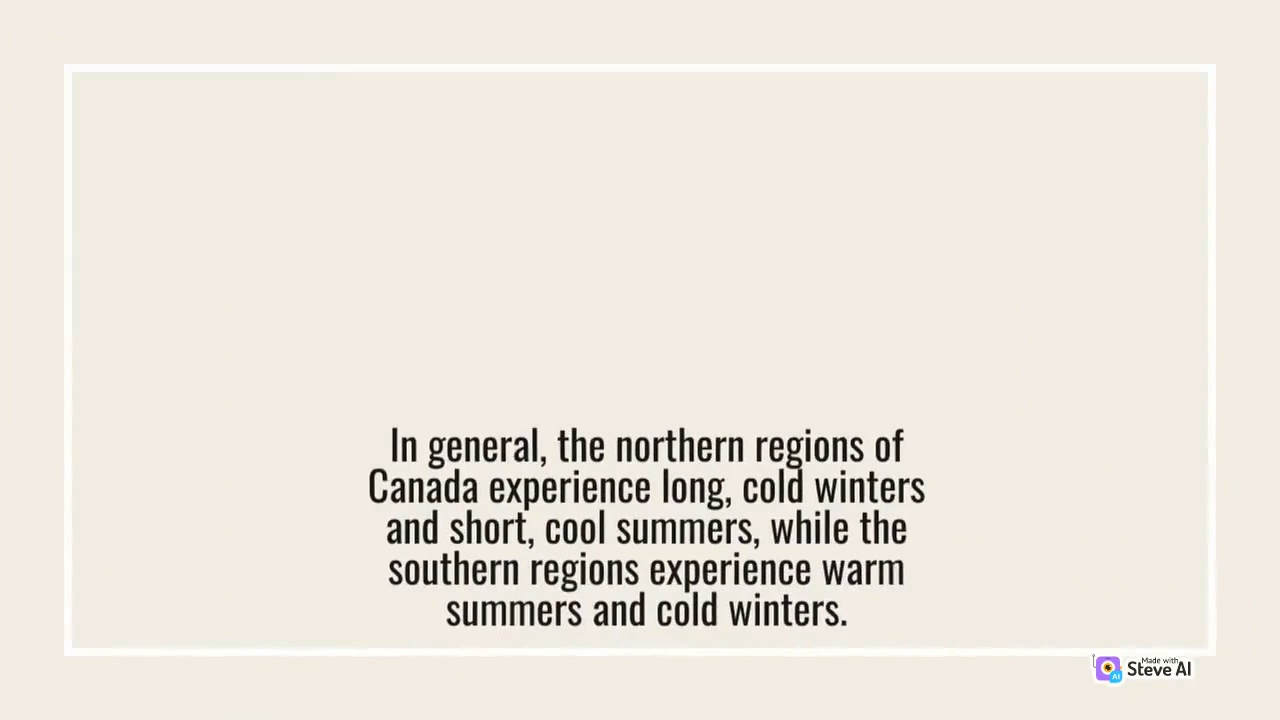 In general, the northern regions of
Canada experience long, cold winters
and short, cool summers, while the
southern regions experience warm
summers and cold winters.
Made with
Steve AI
AI